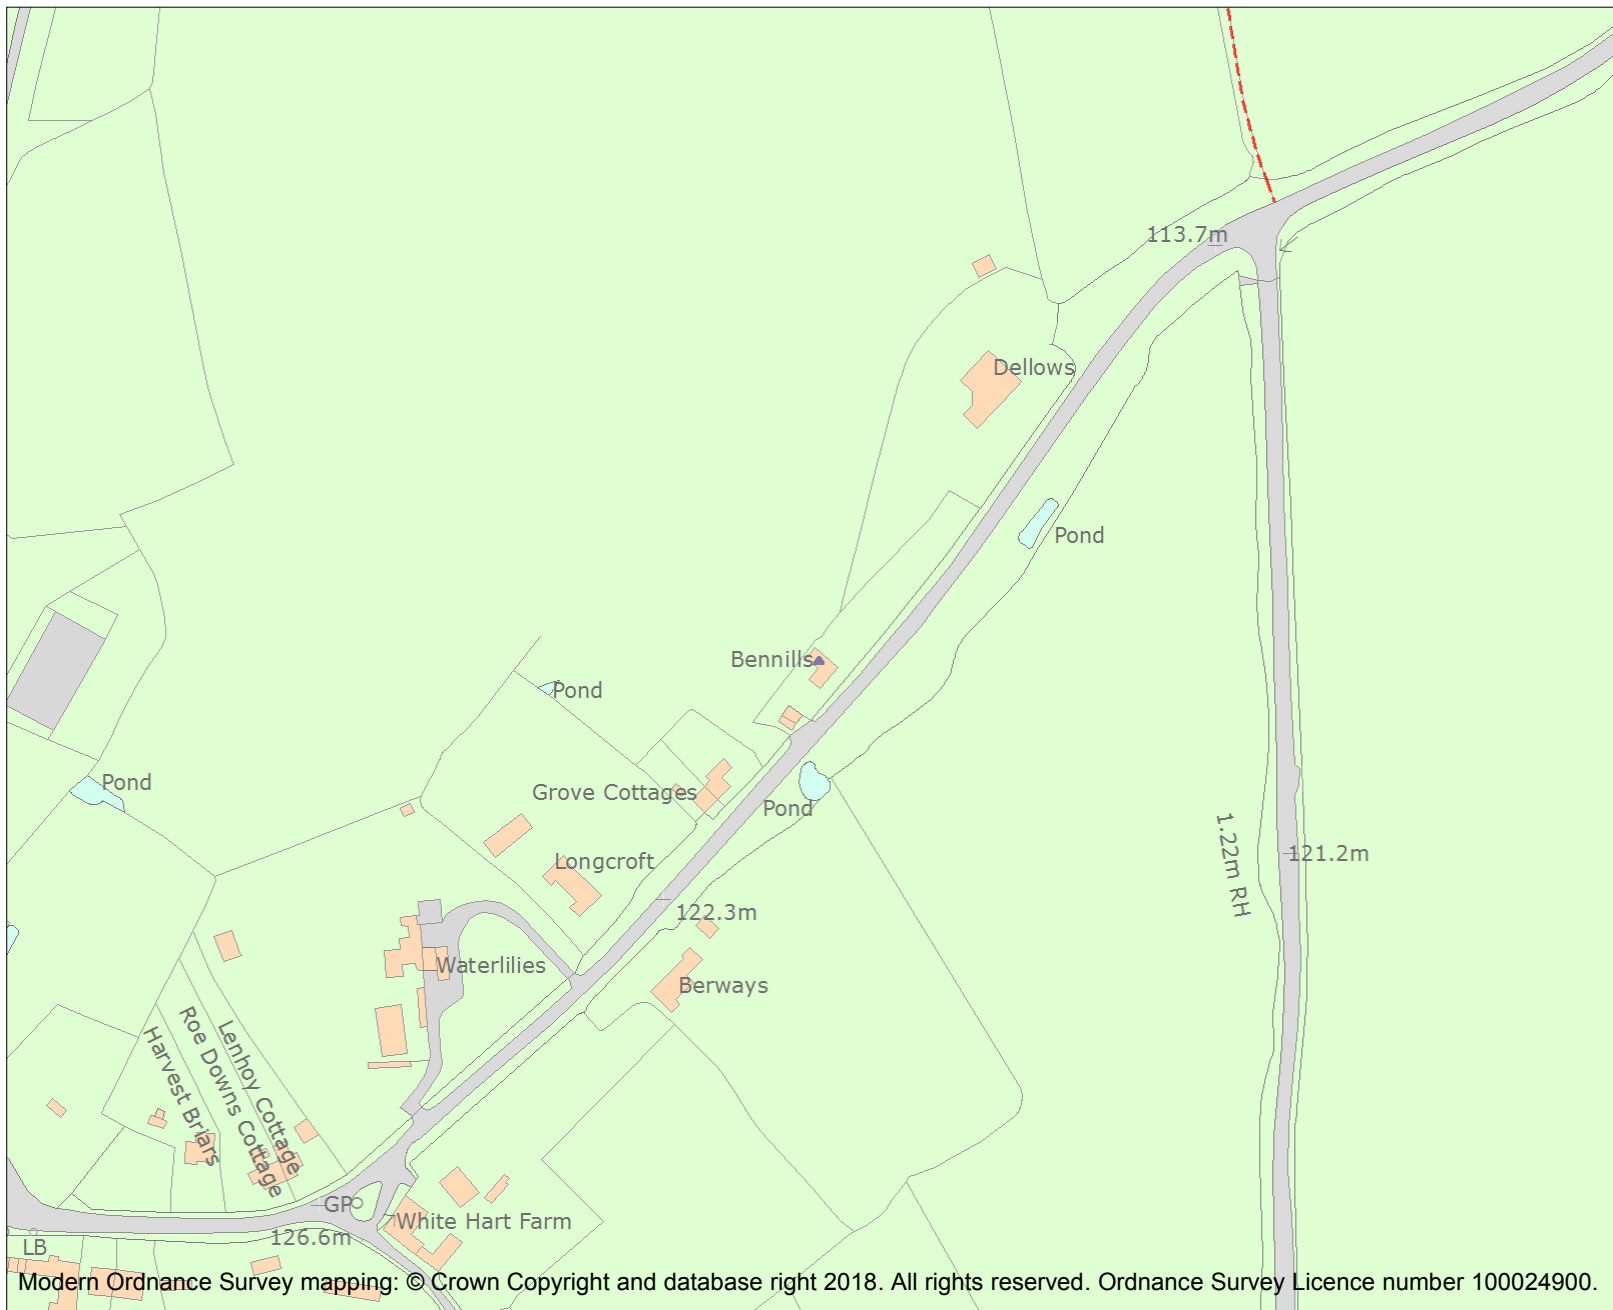 113.7m
Dellows
Pond
Bennills
Pond
Pond
Grove Cottages
Pond
1.22m RH
121.2m
Longcroft
122.3m
Waterlilies
Berways
Lenhoy Cottage
Roe Downs Cottage
Harvest Briars
GP
White Hart Farm
126.6m
LB
Modern Ordnance Survey mapping: © Crown Copyright and database right 2018. All rights reserved. Ordnance Survey Licence number 100024900.